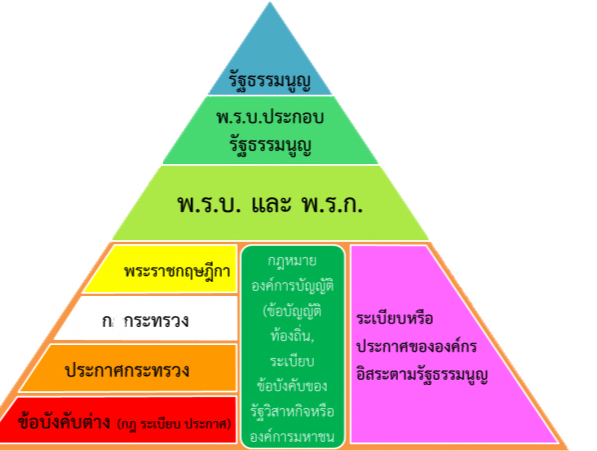 รัฐธรรมนูญ
พ.ร.บ.ประกอบ
รัฐธรรมนูญ
พ.ร.บ. และ พ.ร.ก.
พระราชกฤษฎีกา
กระทรวง
ประกาศกระทรวง
ข้อบังคับต่าง (กฎ ระเบียบ ประกาศ)
กฎหมาย
องค์การบัญญัติ
(ข้อบัญญัติ
ท้องถิ่น,
ระเบียบ
ข้อบังคับของ
รัฐวิสาหกิจหรือ
องค์การมหาชน
ระเบียบหรือ
ประกาศขององค์กร
อิสระตามรัฐธรรมนูญ